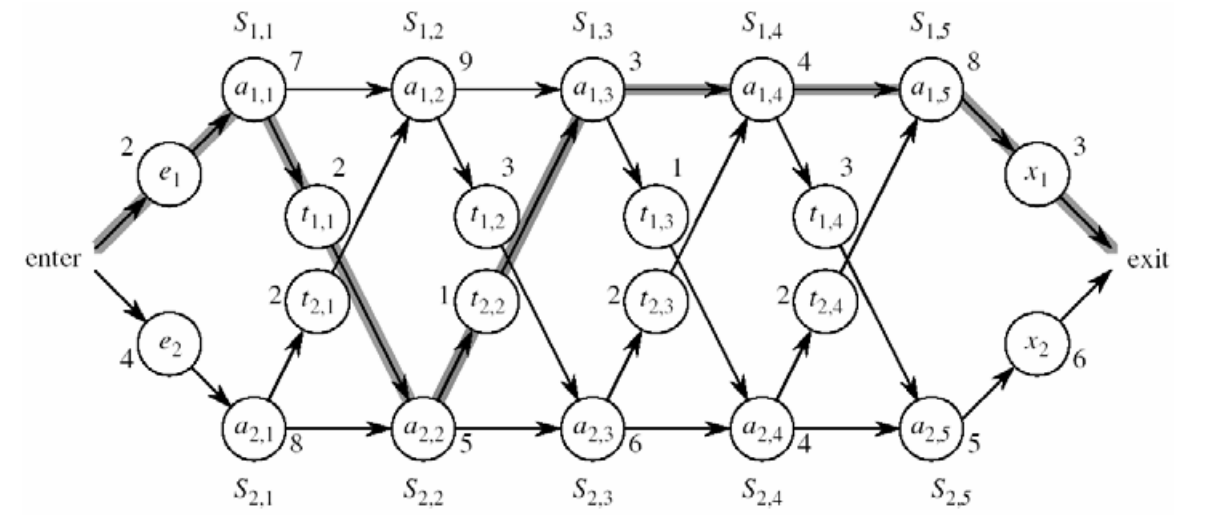 S1,1 S1,2 S1,3 S1,4 S1,5
7 9 3 4 8
a1,1 a1,2 a1,3 a1,4 a1,5
2 2 3 1 3 3
e1 x1
t1,1 t1,2 t1,3 t1,4
enter exit
2 t2,1 1 t2,2 2 t2,3 2 t2,4
e2 x2
4 6
a2,1 a2,2 a2,3 a2,4 a2,5
8 5 6 4 5
S2,1 S2,2 S2,3 S2,4 S2,5